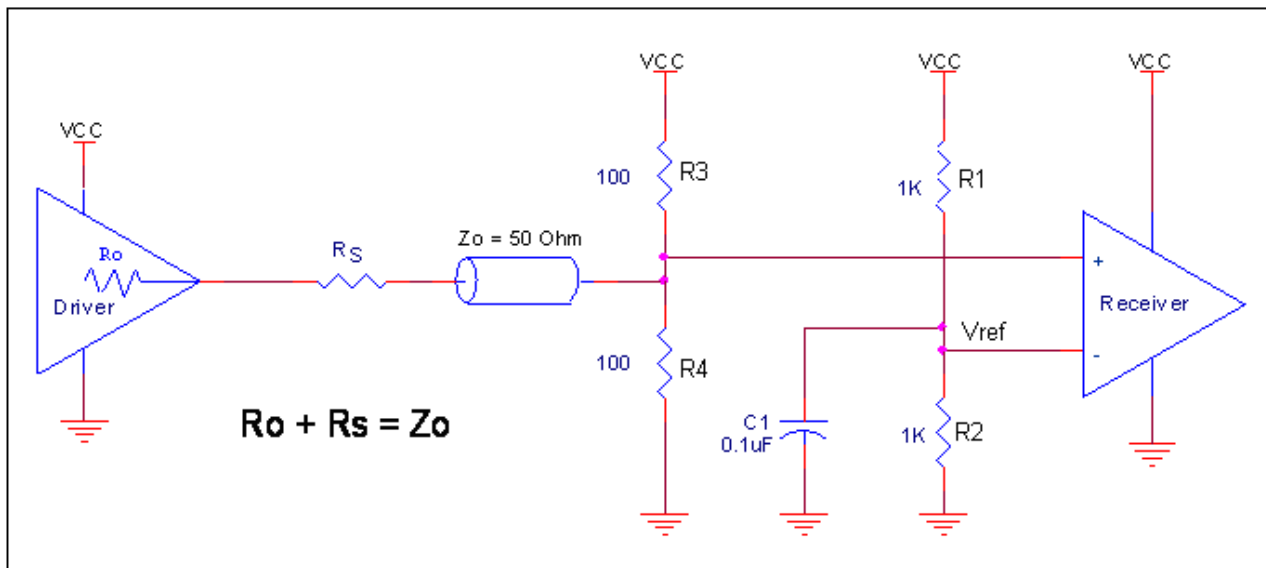 VCC
VCC
VCC
VCC
R3
100
R1
1K
Zo = 50 Ohm
RS
Ro
Driver
+
Receiver
Vref
-
R4
100
Ro + Rs = Zo
C1
0.1uF
R2
1K